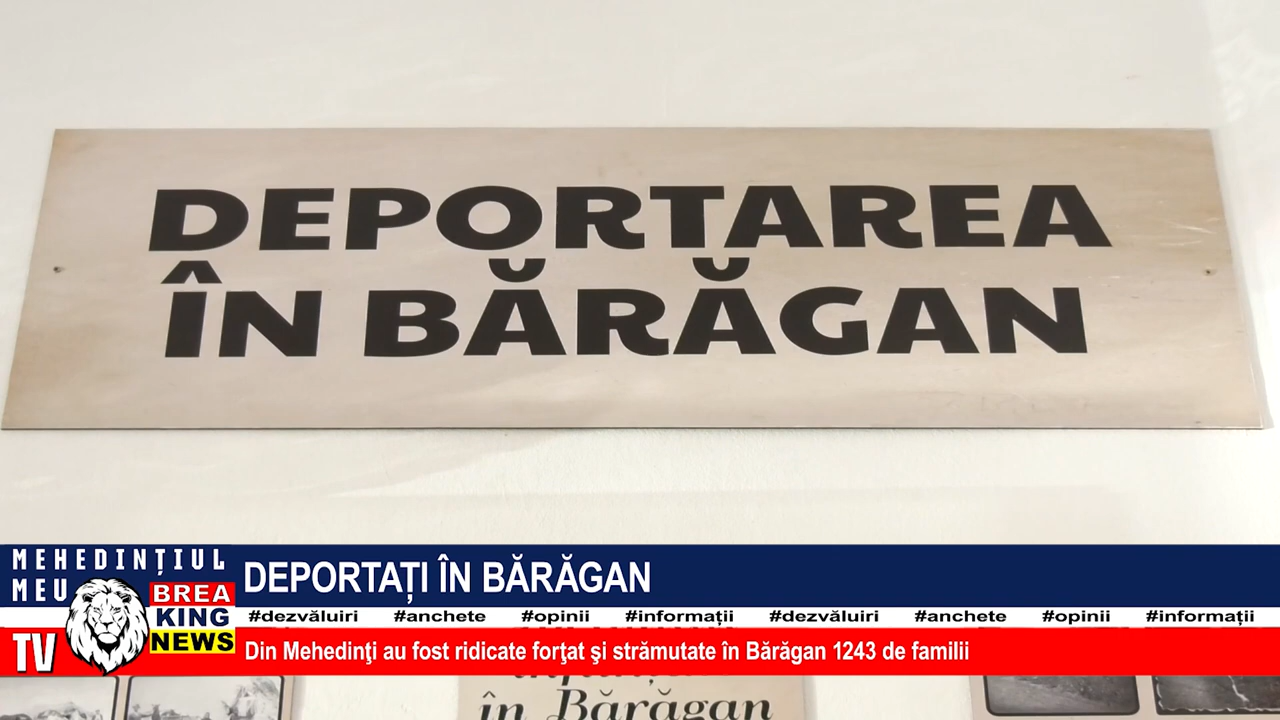 DEPORTAREA
ÎN BĂRĂGAN
MEHEDINȚIUL
MEU
BREA
KING
NEWS
TV
DEPORTAȚI ÎN BĂRĂGAN
#dezvăluiri #anchete #opinii #informații #dezvăluiri #anchete #opinii #informații
Din Mehedinţi au fost ridicate forţat şi strămutate în Bărăgan 1243 de familii
în Bărăgan